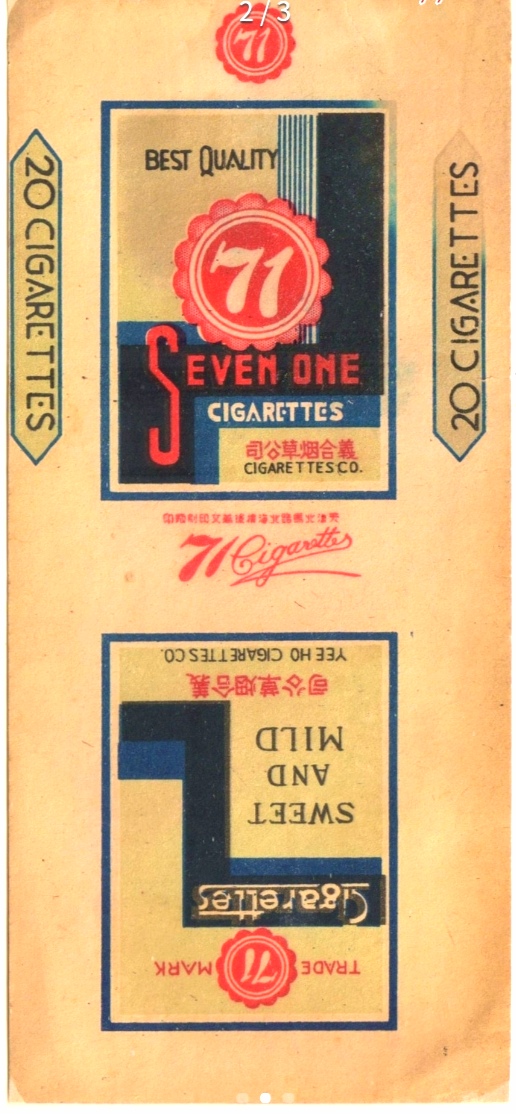 2/3
71
BEST QUALITY
71
SEVEN ONE
CIGARETTES
司公草烟合義
CIGARETTES CO.
20 CIGARETTES
20 CIGARETTES
71 Cigarettes
YEE HO CIGARETTES CO.
司公草烟合義
SWEET
AND
MILD
Cigarettes
TRADE 71 MARK